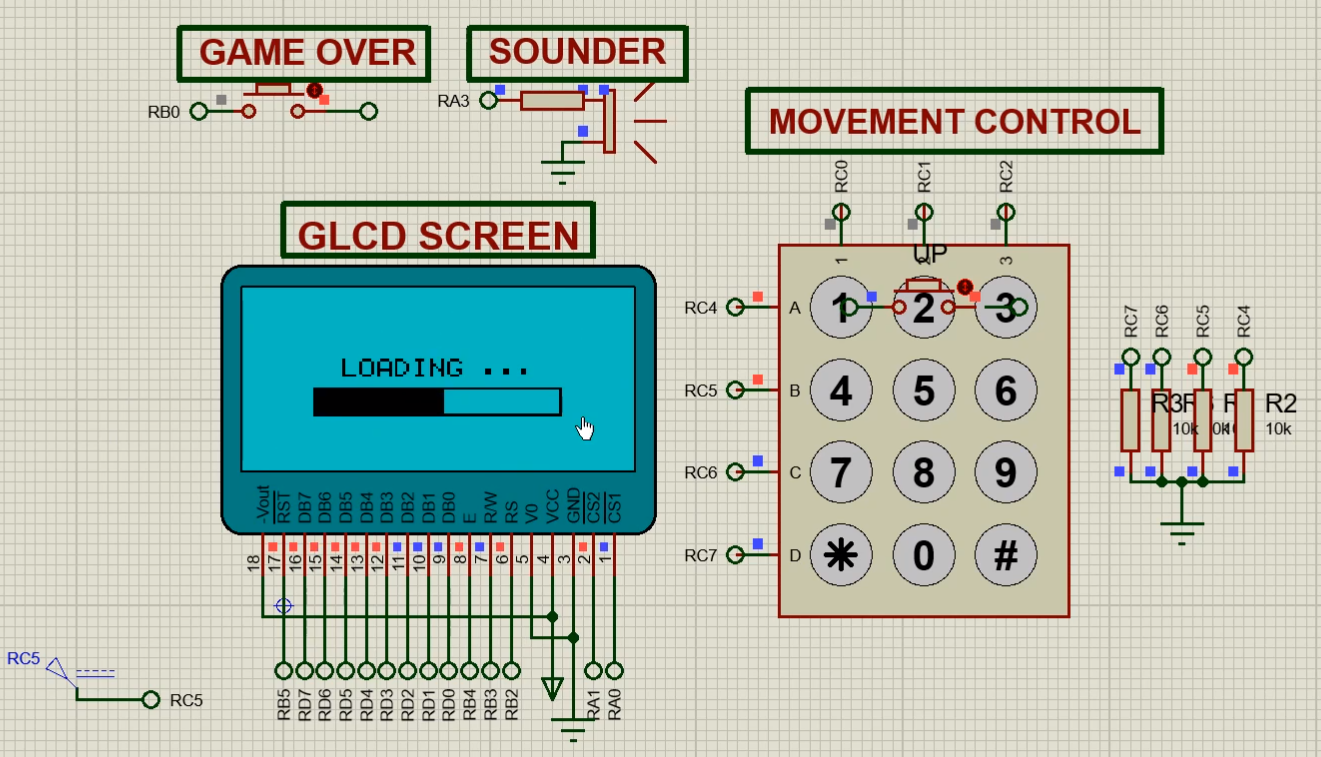 GAME OVER
SOUNDER
RB0
RA3
MOVEMENT CONTROL
RC0
RC1
RC2
GLCD SCREEN
1
3
UP
RC4
A
1
2
3
RC5
B
4
5
6
RC6
C
7
8
9
RC7
D
*
0
#
RC7
RC6
RC5
RC4
R3
R2
10k
10k
LOADING ...
-Vout
RST
DB7
DB6
DB5
DB4
DB3
DB2
DB1
DB0
E
R/W
RS
V0
VCC
GND
CS2
CS1
18
17
16
15
14
13
12
11
10
9
8
7
6
5
4
3
2
1
RB5
RD7
RD6
RD5
RD4
RD3
RD2
RD1
RD0
RB4
RB3
RB2
RA1
RA0
RC5
RC5